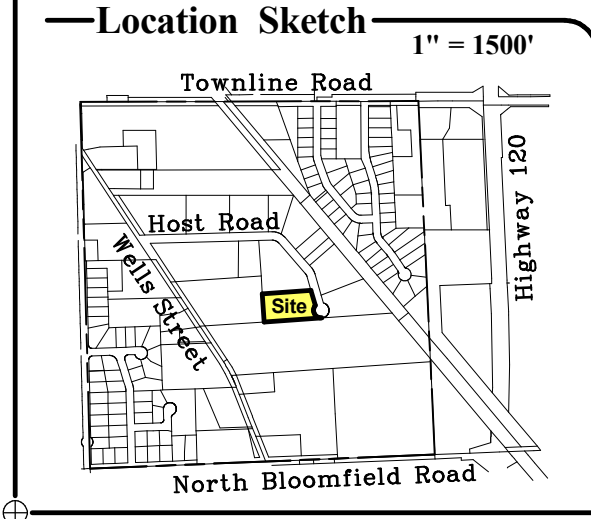 Location Sketch
1" = 1500'
Townline Road
Highway 120
Host Road
Wells Street
Site
North Bloomfield Road